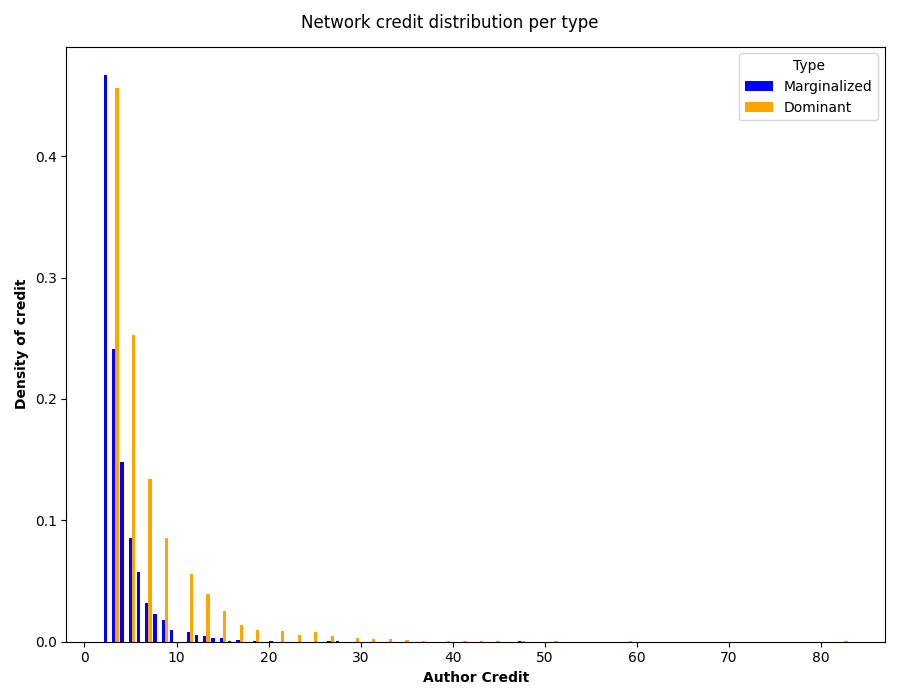 Network credit distribution per type
Type
Marginalized
Dominant
Density of credit
0.4
0.3
0.2
0.1
0.0
0 10 20 30 40 50 60 70 80
Author Credit